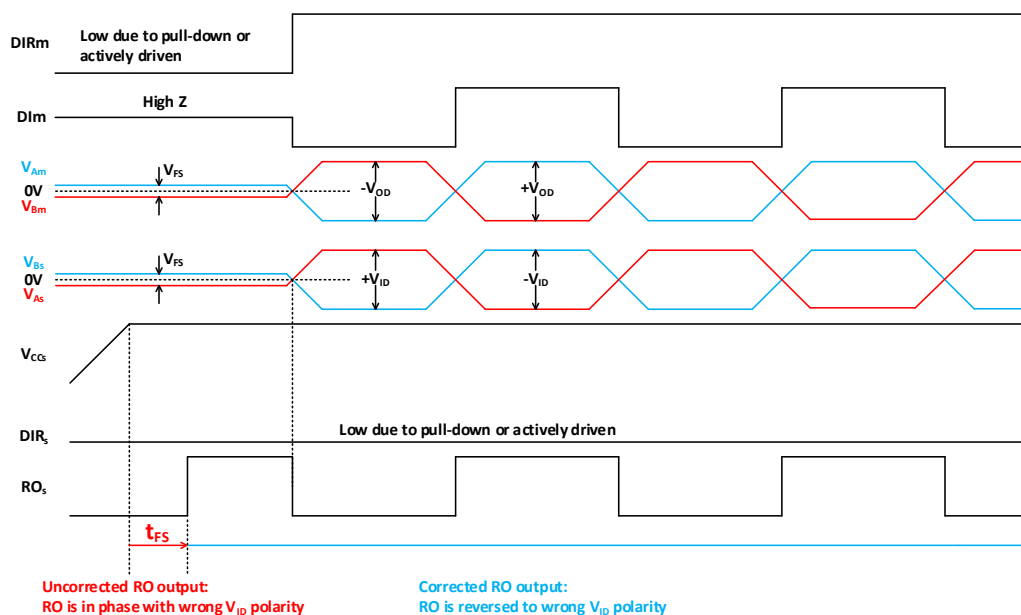 DIRm
Low due to pull-down or
actively driven
DIm
High Z
VAm
0V
VBm
VFS
-VOD
+VOD
VBs
0V
VAs
VFS
+VID
-VID
VCCs
DIRs
Low due to pull-down or actively driven
ROs
tFS
Uncorrected RO output:
RO is in phase with wrong VID polarity
Corrected RO output:
RO is reversed to wrong VID polarity